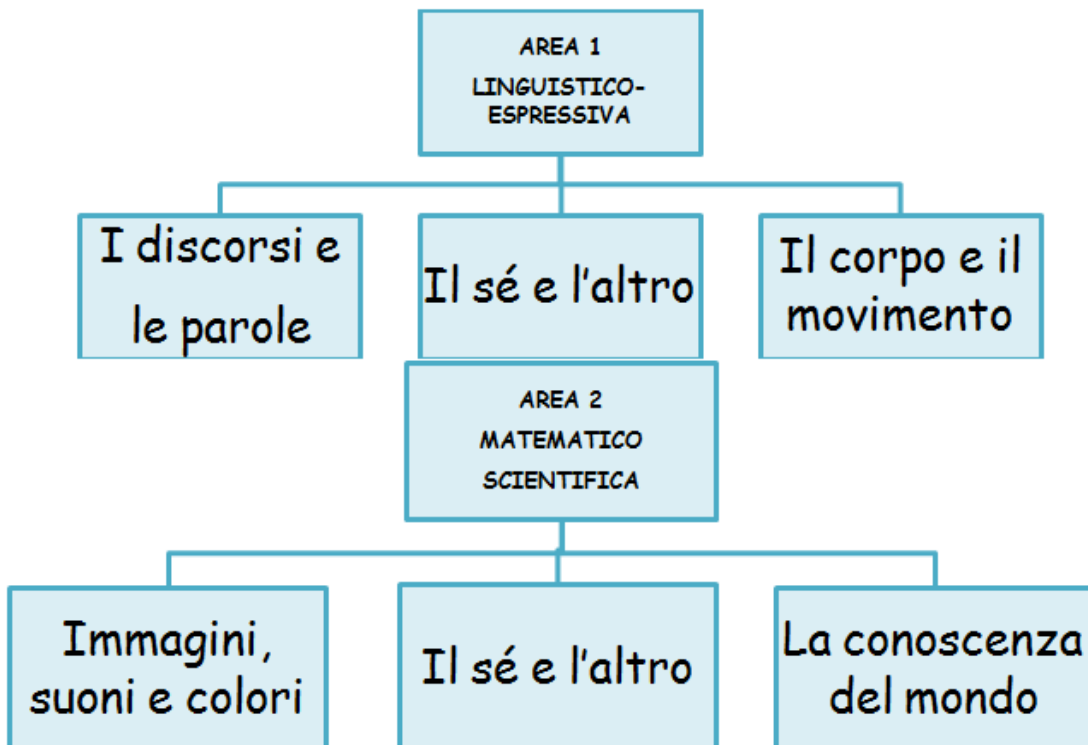 AREA 1
LINGUISTICO-
ESPRESSIVA
I discorsi e
le parole
Il sé e l'altro
Il corpo e il
movimento
AREA 2
MATEMATICO
SCIENTIFICA
Immagini,
suoni e colori
Il sé e l'altro
La conoscenza
del mondo